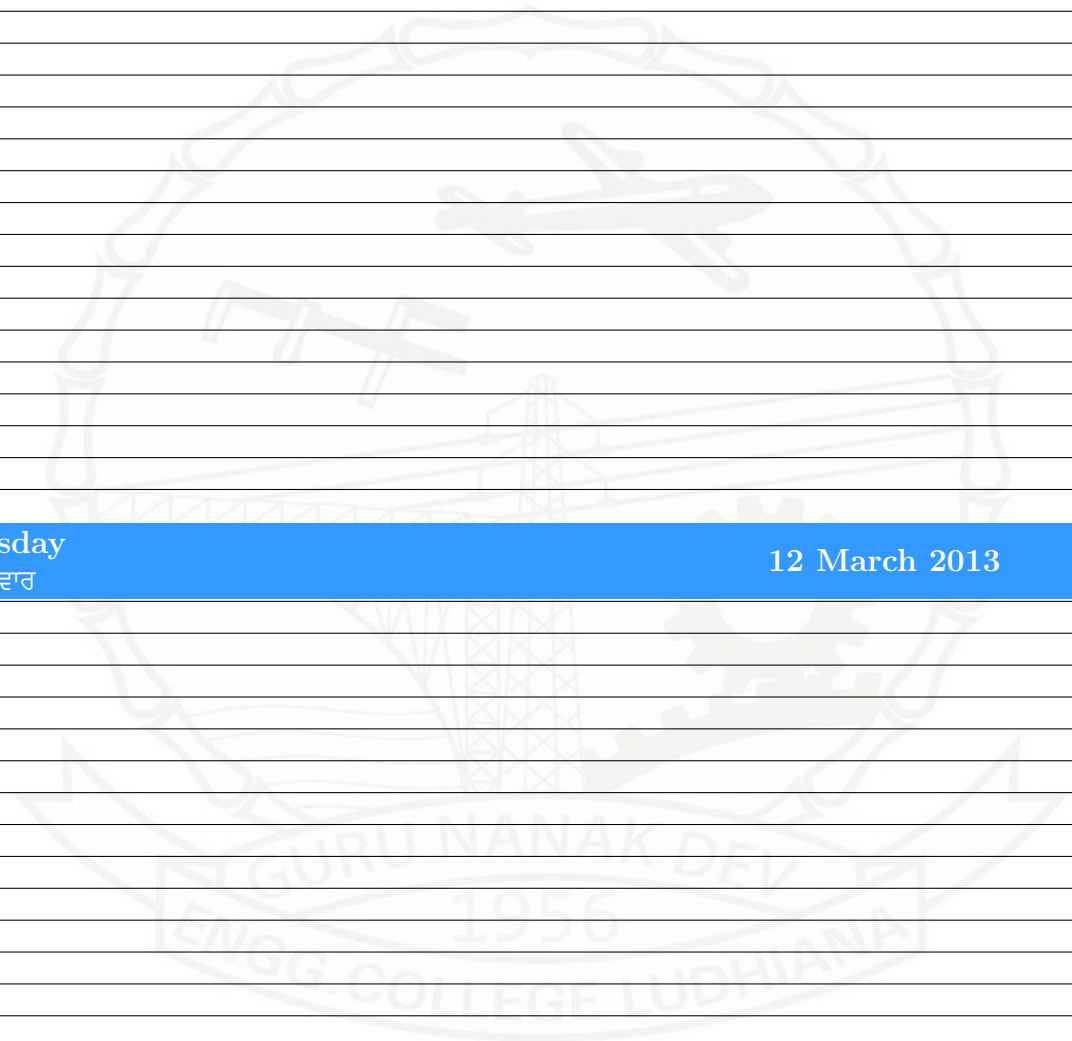 sday
ਵਾਰ
12 March 2013
GURU NANAK DEV
1956
ENGG. COLLEGE LUDHIANA